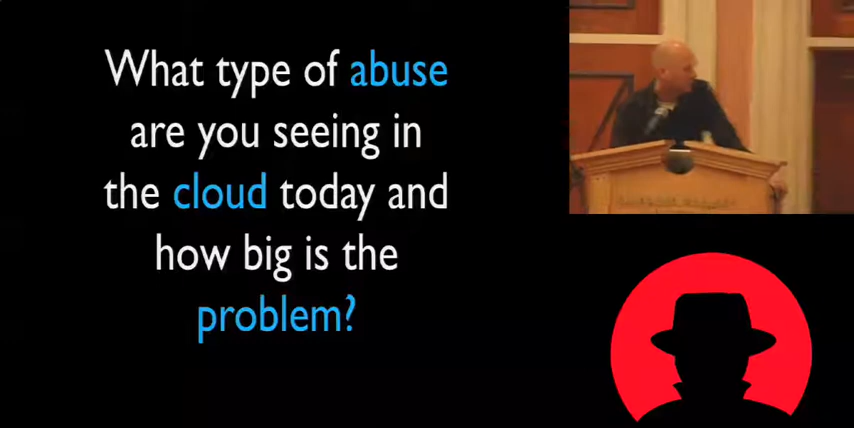 What type of abuse
are you seeing in
the cloud today and
how big is the
problem?